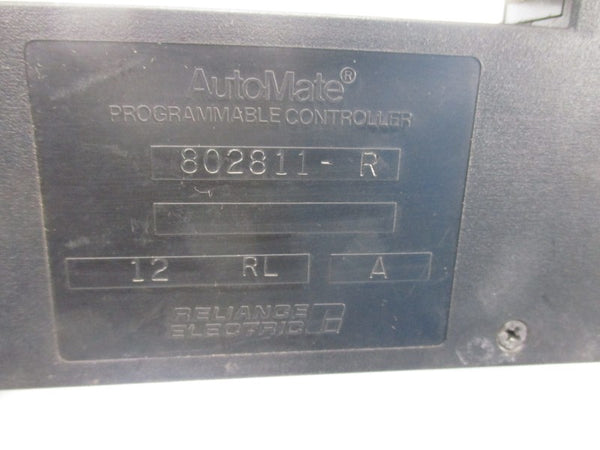 AutoMate®
PROGRAMMABLE CONTROLLER
802811- R
12 RL A
RELIANCE
ELECTRIC